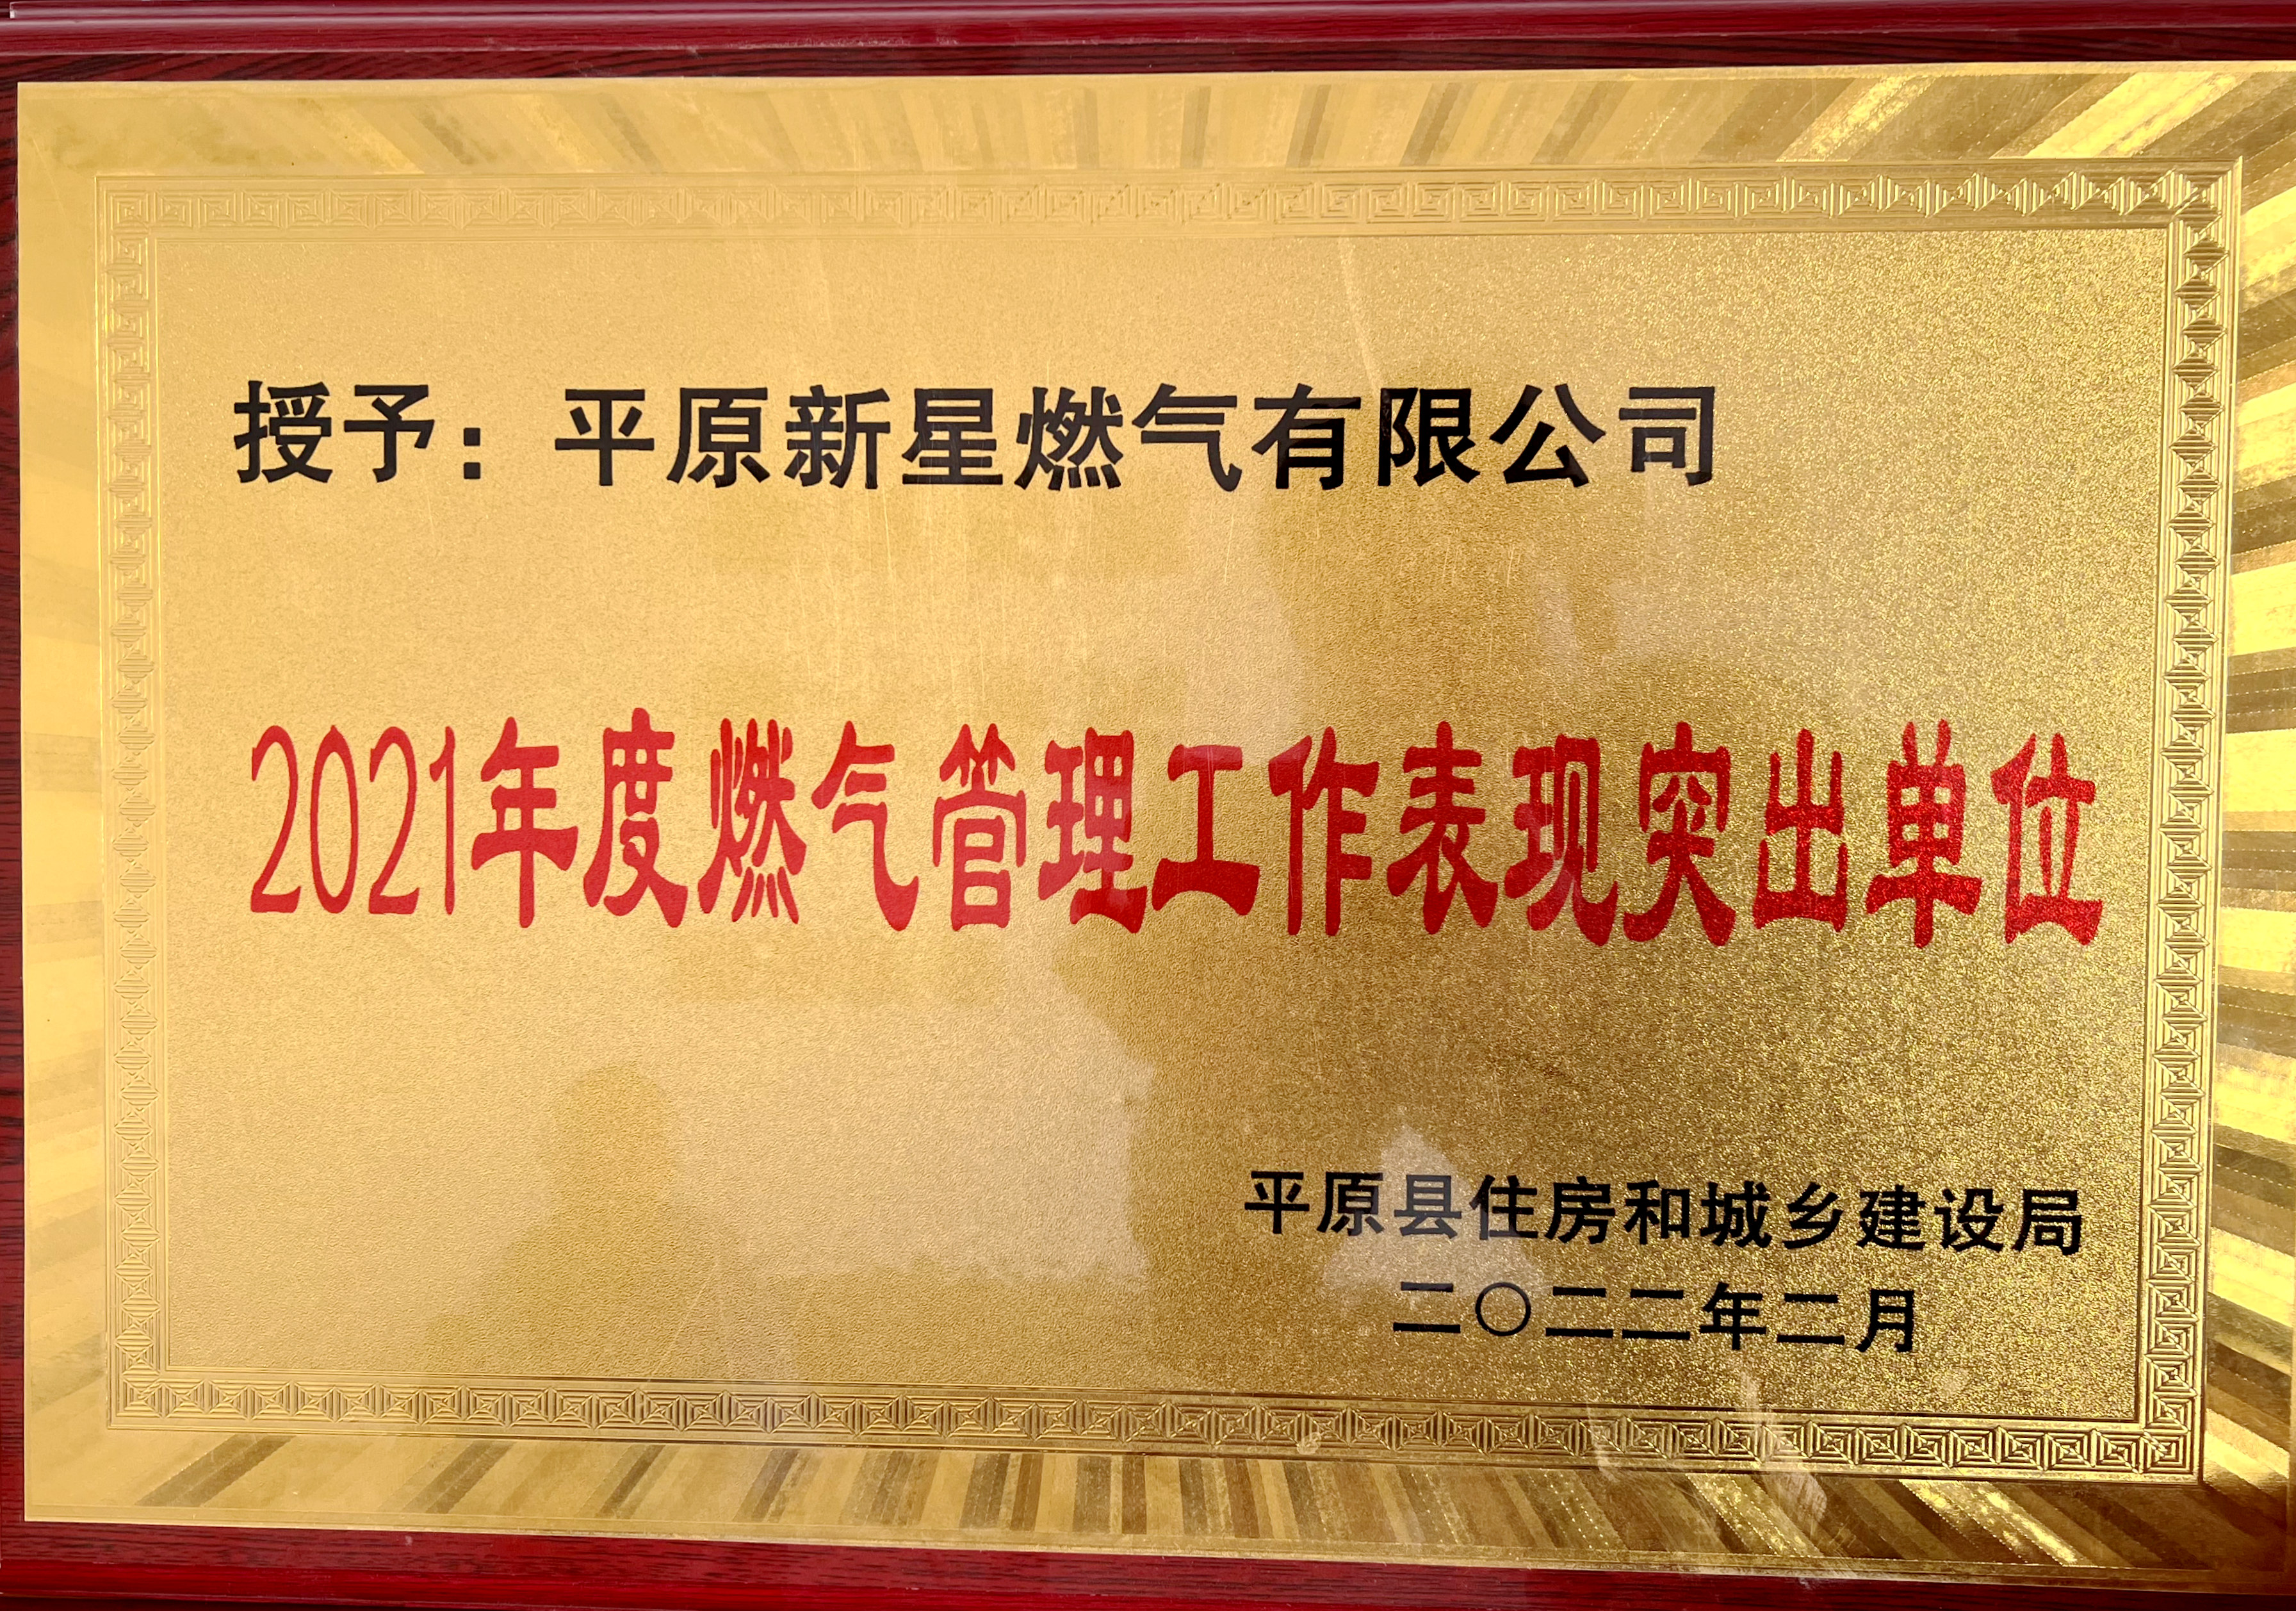 授予：平原新星燃气有限公司
2021年度燃气管理工作表现突出单位
平原县住房和城乡建设局
二〇二二年二月